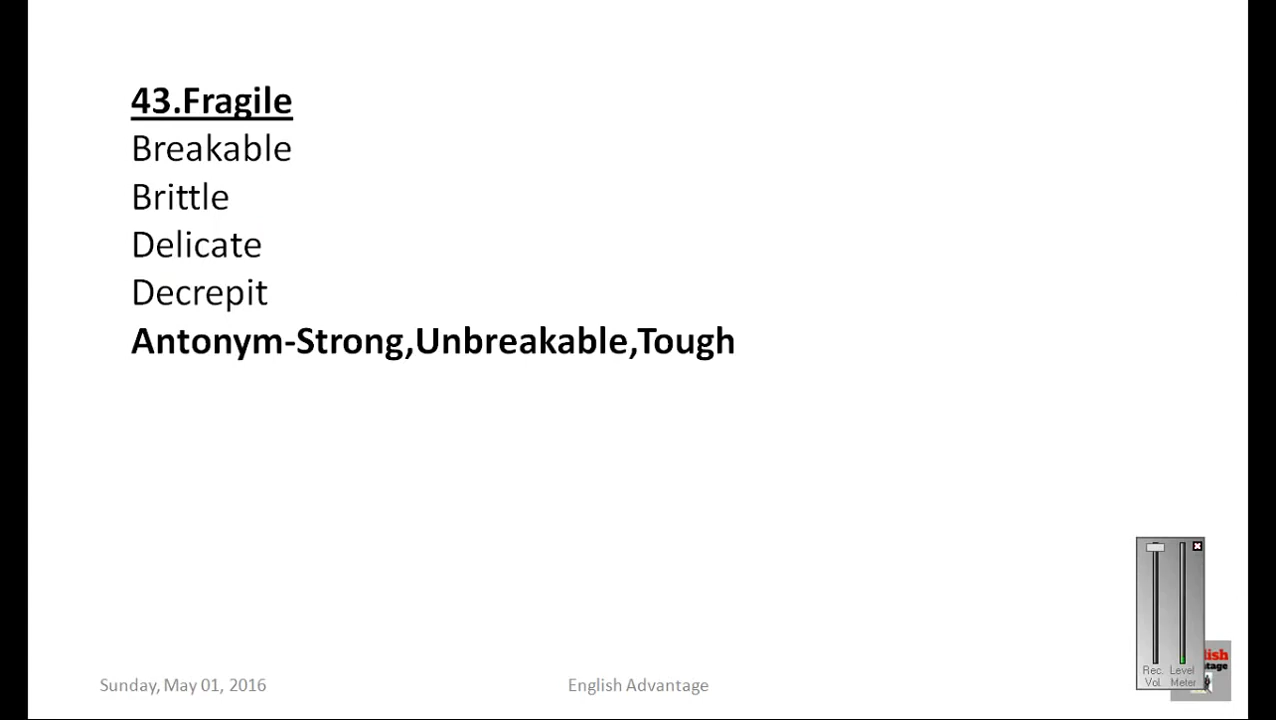 43.Fragile
Breakable
Brittle
Delicate
Decrepit
Antonym-Strong,Unbreakable,Tough
Rec. Level
Vol. Meter
Sunday, May 01, 2016
English Advantage